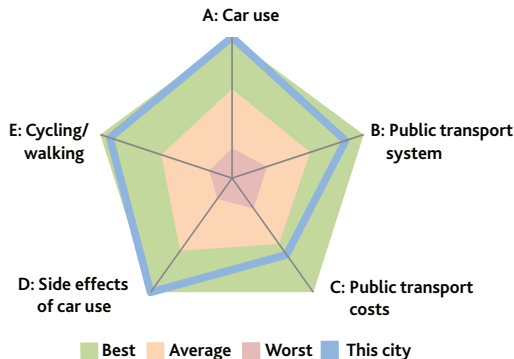 A: Car use
E: Cycling/
walking
B: Public transport
system
D: Side effects
of car use
C: Public transport
costs
Best Average Worst This city